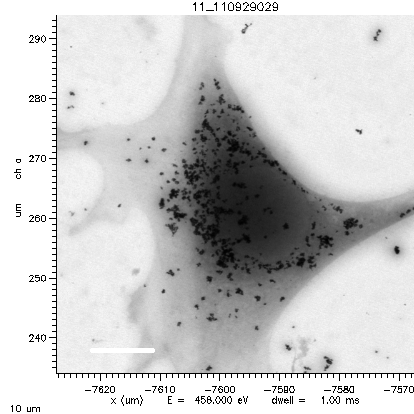 11_110929029
290
280
270
260
250
240
um
ch a
-7620
-7610
-7600
-7590
-7580
-7570
x (um)
E = 458.000 eV
dwell = 1.00 ms
10 um